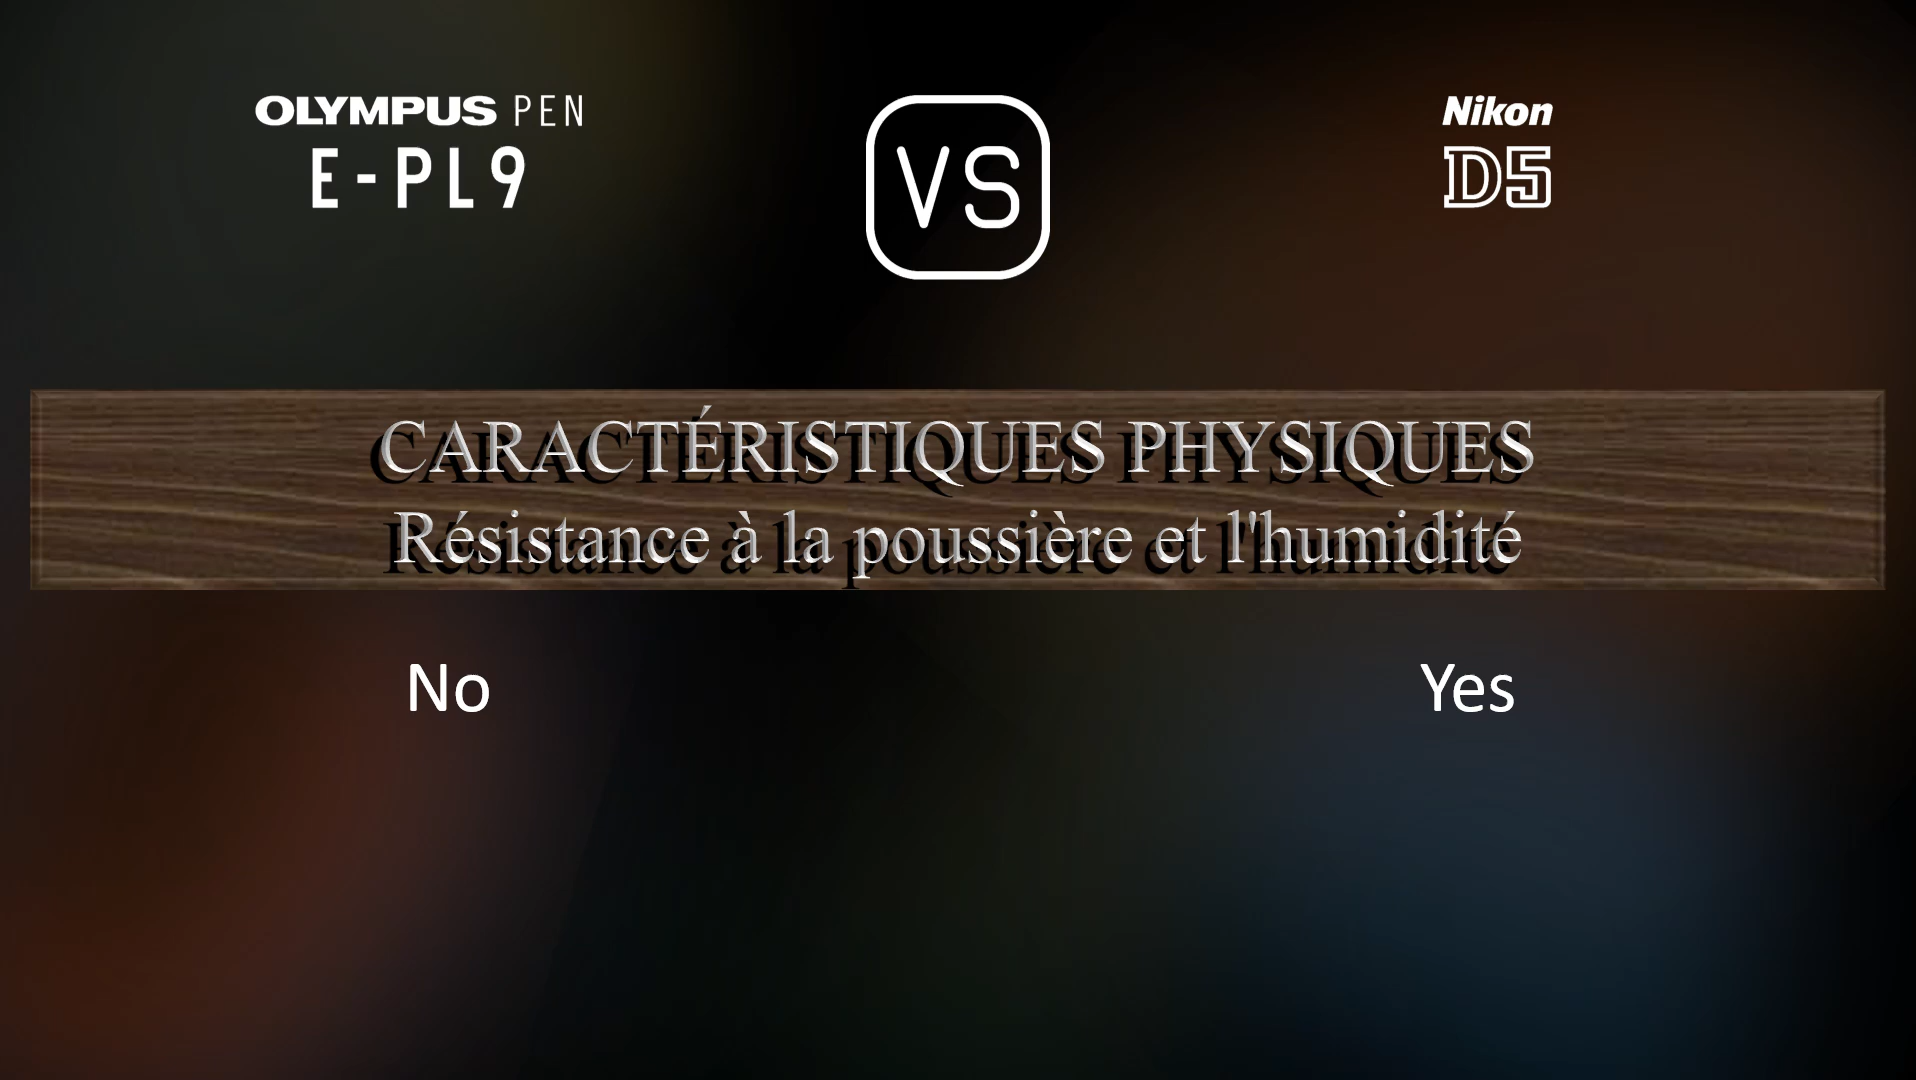 OLYMPUS PEN
E-PL9
VS
Nikon
D5
CARACTÉRISTIQUES PHYSIQUES
Résistance à la poussière et l'humidité
No
Yes